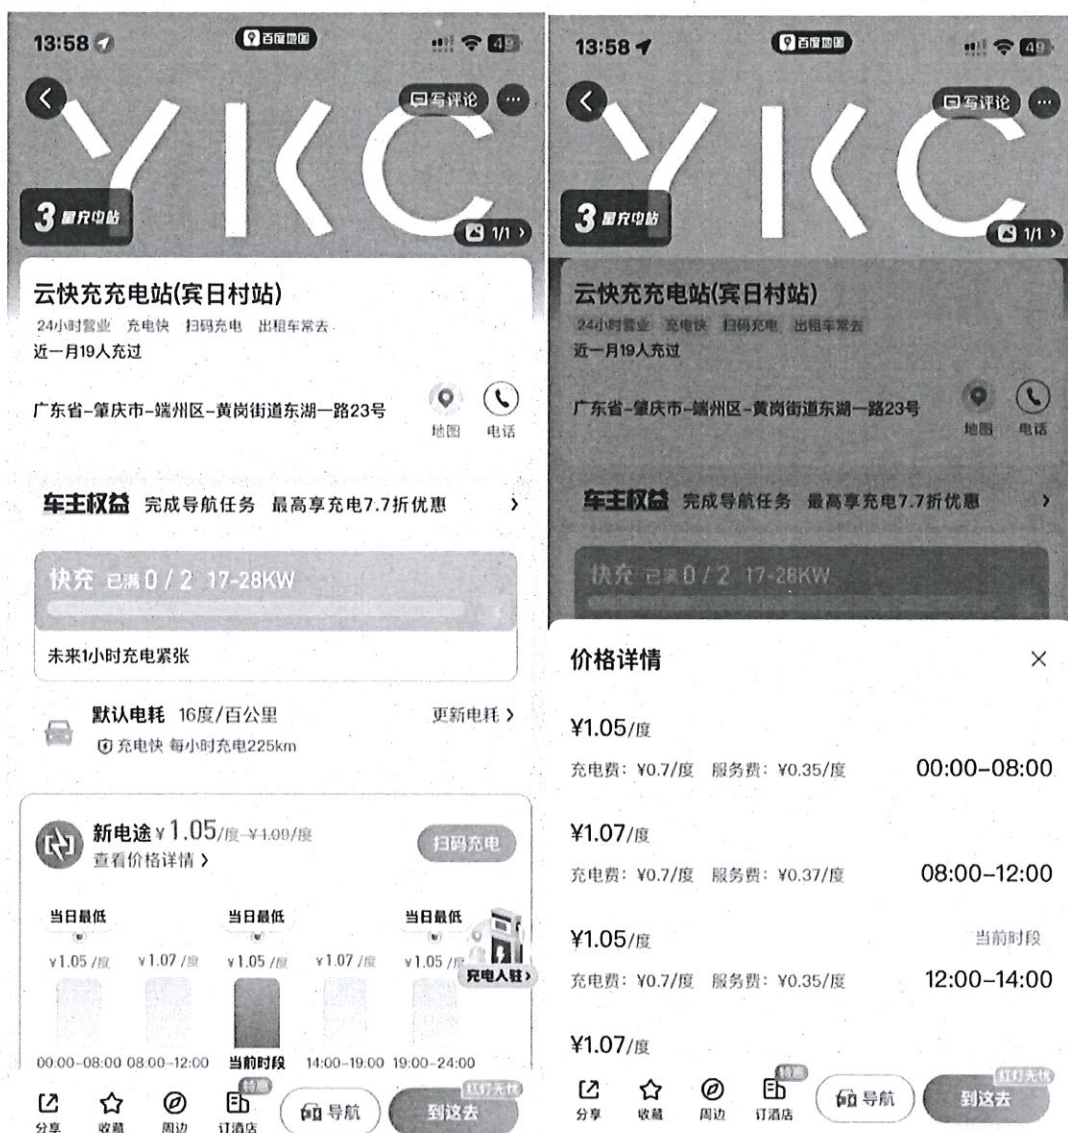 13:58
百度地图
49
YKC
写评论
3星充电站
1/1
云快充充电站(宾日村站)
24小时营业 充电快 扫码充电 出租车常去
近一月19人充过
广东省-肇庆市-端州区-黄岗街道东湖一路23号
地图 电话
车主权益 完成导航任务 最高享充电7.7折优惠
快充 已满0/2 17-28KW
未来1小时充电紧张
默认电耗 16度/百公里 更新电耗
充电快 每小时充电225km
新电途 ¥1.05/度 ¥1.09/度 扫码充电
查看价格详情
当日最低 当日最低 当日最低
¥1.05/度 ¥1.07/度 ¥1.05/度 ¥1.07/度 ¥1.05/度
充电入驻
00:00-08:00 08:00-12:00 当前时段 14:00-19:00 19:00-24:00
特惠 红灯无忧
分享 收藏 周边 订酒店 导航 到这去
13:58
百度地图
49
YKC
写评论
3星充电站
1/1
云快充充电站(宾日村站)
24小时营业 充电快 扫码充电 出租车常去
近一月19人充过
广东省-肇庆市-端州区-黄岗街道东湖一路23号
地图 电话
车主权益 完成导航任务 最高享充电7.7折优惠
快充 已满0/2 17-28KW
价格详情
¥1.05/度
充电费：¥0.7/度 服务费：¥0.35/度 00:00-08:00
¥1.07/度
充电费：¥0.7/度 服务费：¥0.37/度 08:00-12:00
¥1.05/度 当前时段
充电费：¥0.7/度 服务费：¥0.35/度 12:00-14:00
¥1.07/度
特惠 红灯无忧
分享 收藏 周边 订酒店 导航 到这去